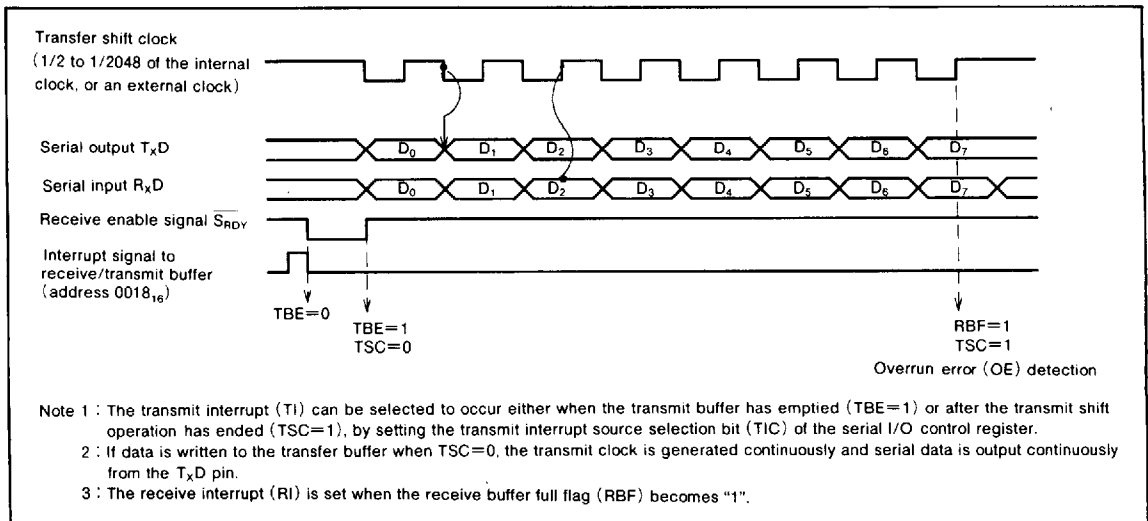 Transfer shift clock
(1/2 to 1/2048 of the internal
clock, or an external clock)
Serial output TxD
D0 D1 D2 D3 D4 D5 D6 D7
Serial input RxD
D0 D1 D2 D3 D4 D5 D6 D7
Receive enable signal S̅R̅D̅Y̅
Interrupt signal to
receive/transmit buffer
(address 0018₁₆)
TBE=0
TBE=1
TSC=0
RBF=1
TSC=1
Overrun error (OE) detection
Note 1 : The transmit interrupt (TI) can be selected to occur either when the transmit buffer has emptied (TBE=1) or after the transmit shift
operation has ended (TSC=1), by setting the transmit interrupt source selection bit (TIC) of the serial I/O control register.
2 : If data is written to the transfer buffer when TSC=0, the transmit clock is generated continuously and serial data is output continuously
from the TxD pin.
3 : The receive interrupt (RI) is set when the receive buffer full flag (RBF) becomes “1”.